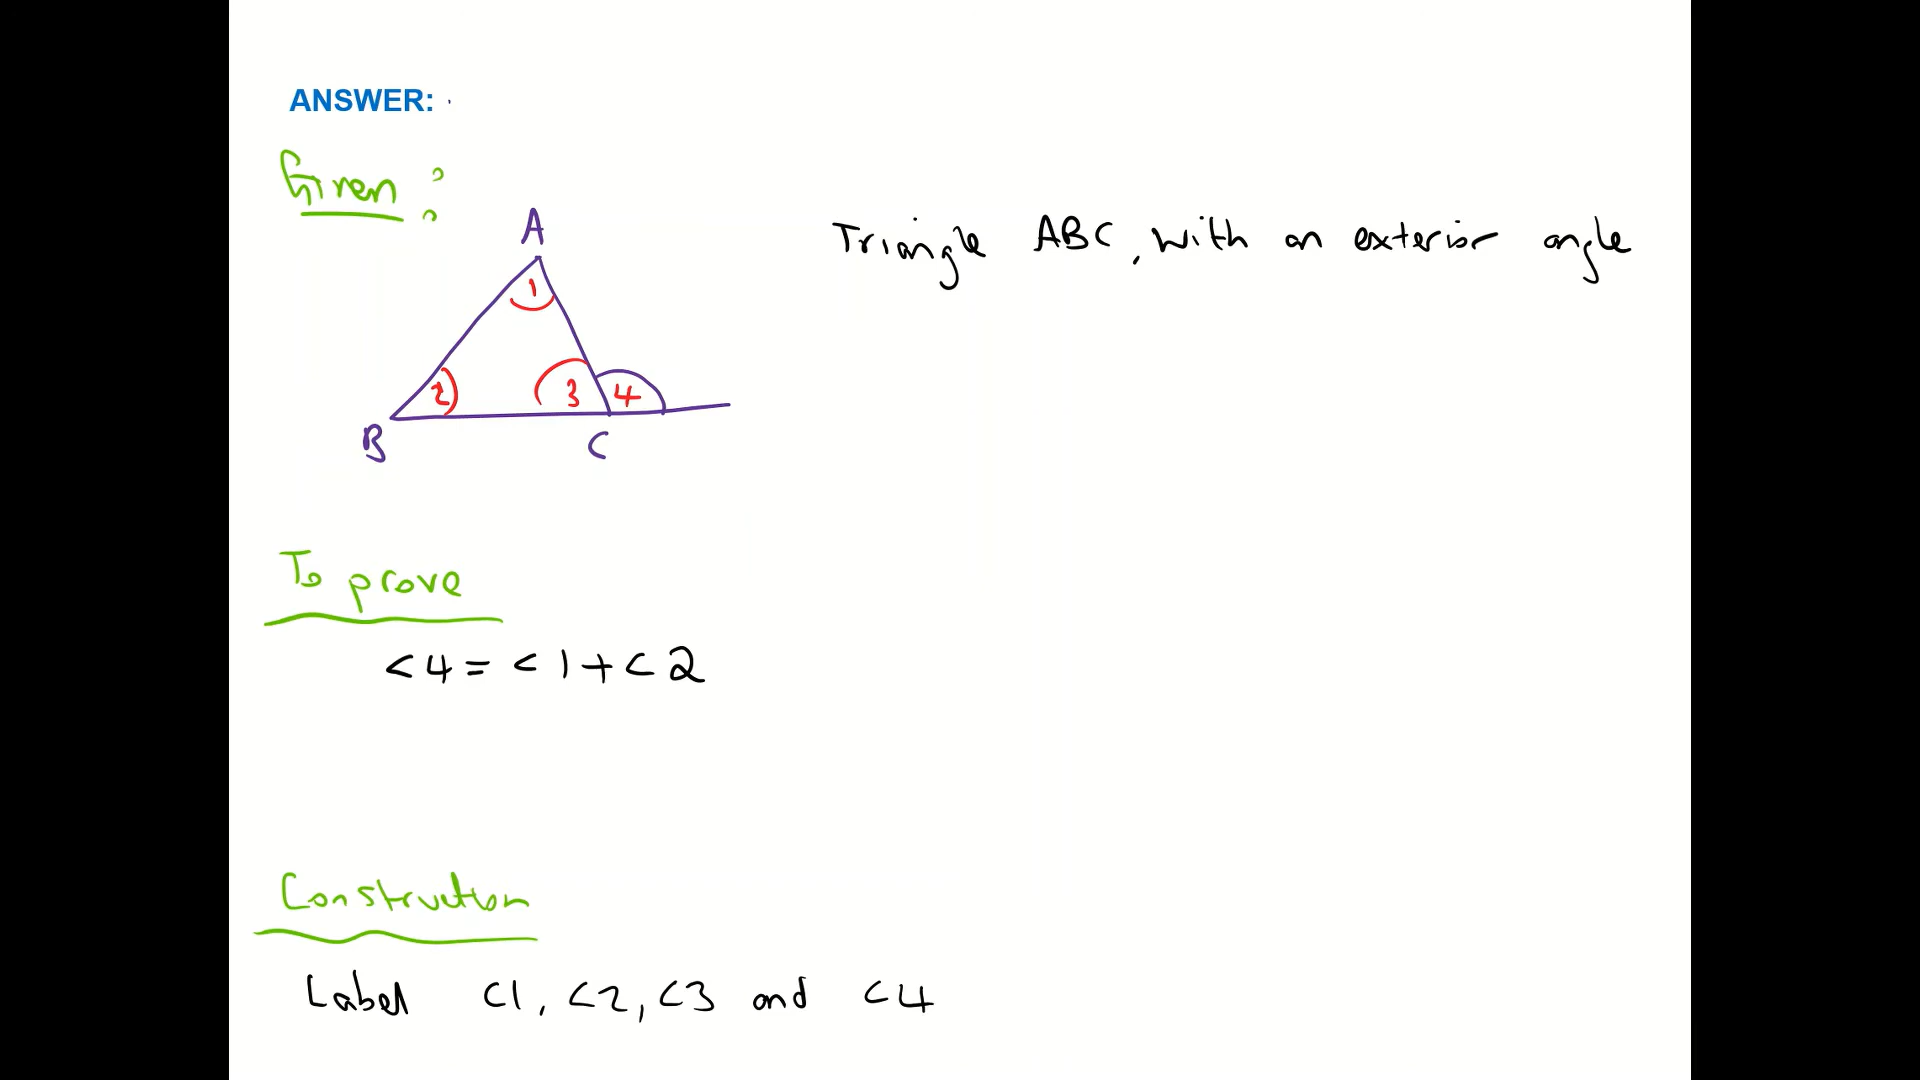 ANSWER:
Given:
A
Triangle ABC, with an exterior angle
1
2 3 4
B C
To prove
<4 = <1 + <2
Construction
Label <1, <2, <3 and <4